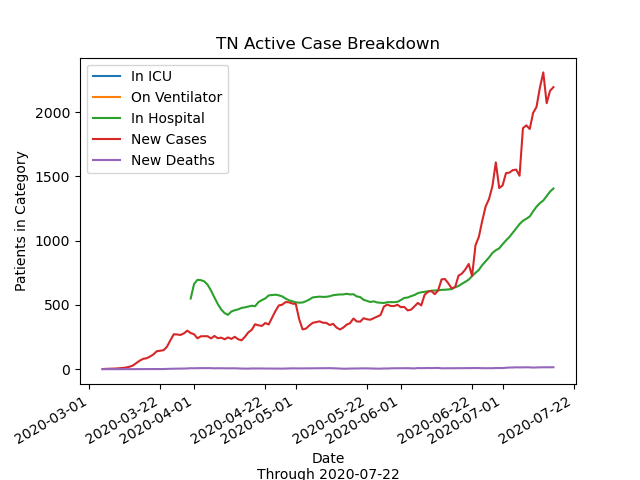 TN Active Case Breakdown
In ICU
On Ventilator
In Hospital
New Cases
New Deaths
Patients in Category
2000
1500
1000
500
0
2020-03-01
2020-03-22
2020-04-01
2020-04-22
2020-05-01
2020-05-22
2020-06-01
2020-06-22
2020-07-01
2020-07-22
Date
Through 2020-07-22